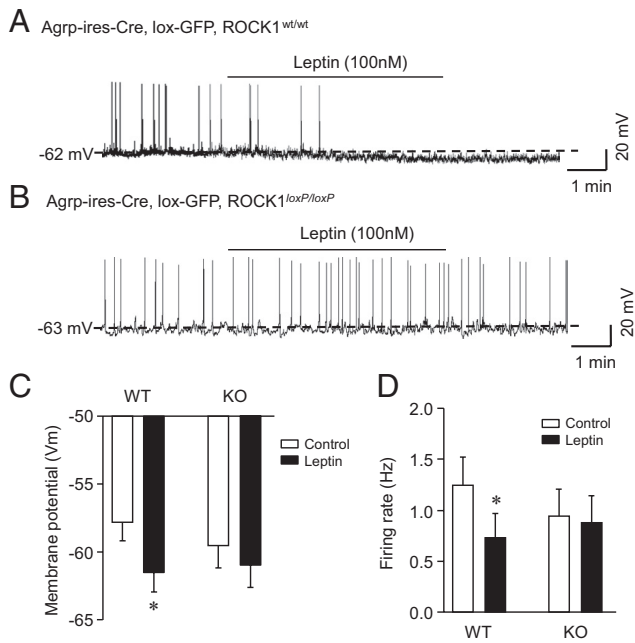 A Agrp-ires-Cre, lox-GFP, ROCK1wt/wt
Leptin (100nM)
-62 mV
20 mV
1 min
B Agrp-ires-Cre, lox-GFP, ROCK1loxP/loxP
Leptin (100nM)
-63 mV
20 mV
1 min
C
WT KO
-50
-55
-60
-65
Membrane potential (Vm)
Control
Leptin
*
D
2.0
1.5
1.0
0.5
0.0
Firing rate (Hz)
Control
Leptin
*
WT KO